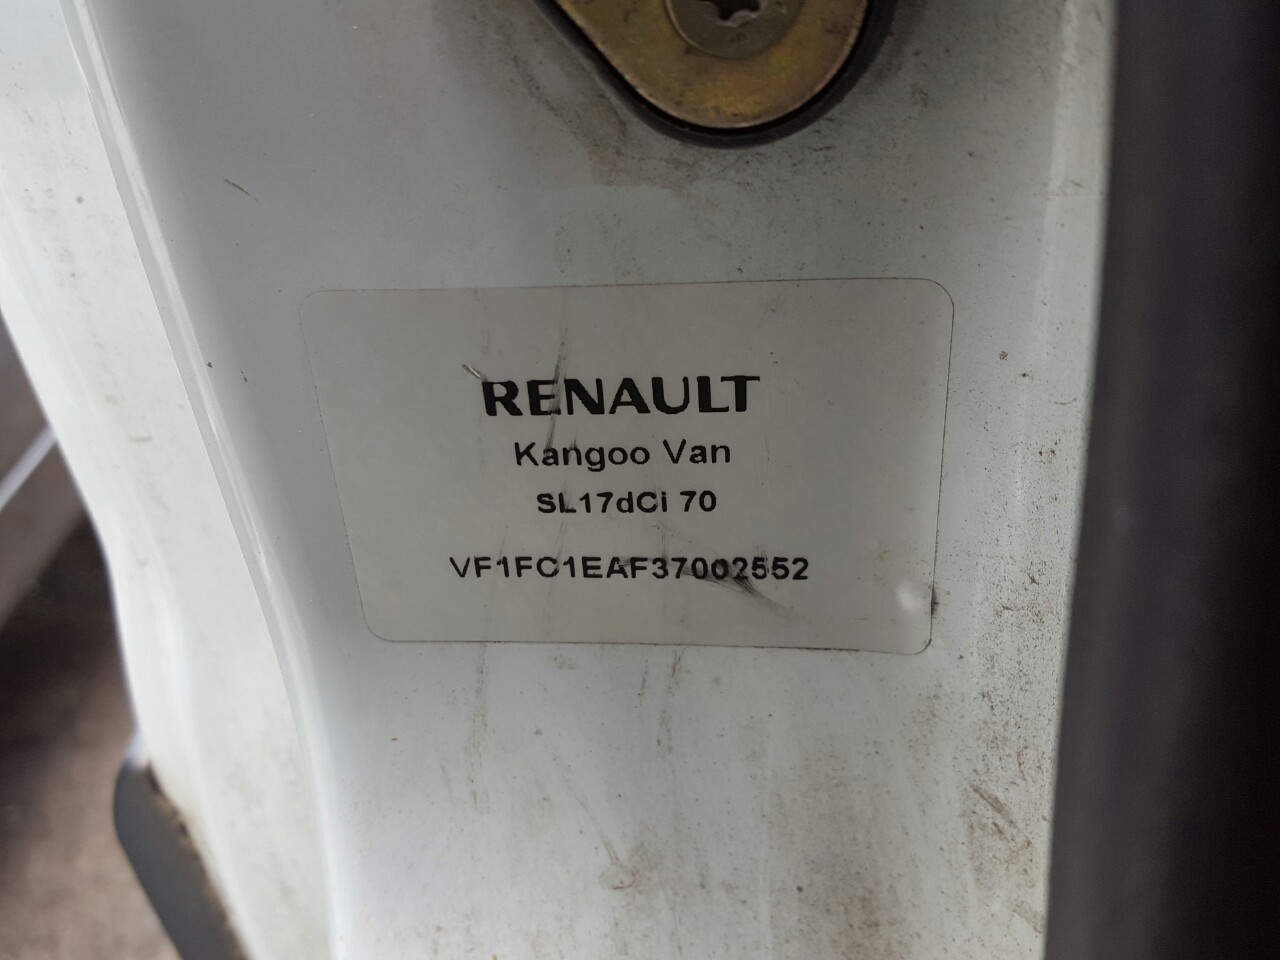 RENAULT
Kangoo Van
SL17dCi 70
VF1FC1EAF37002552